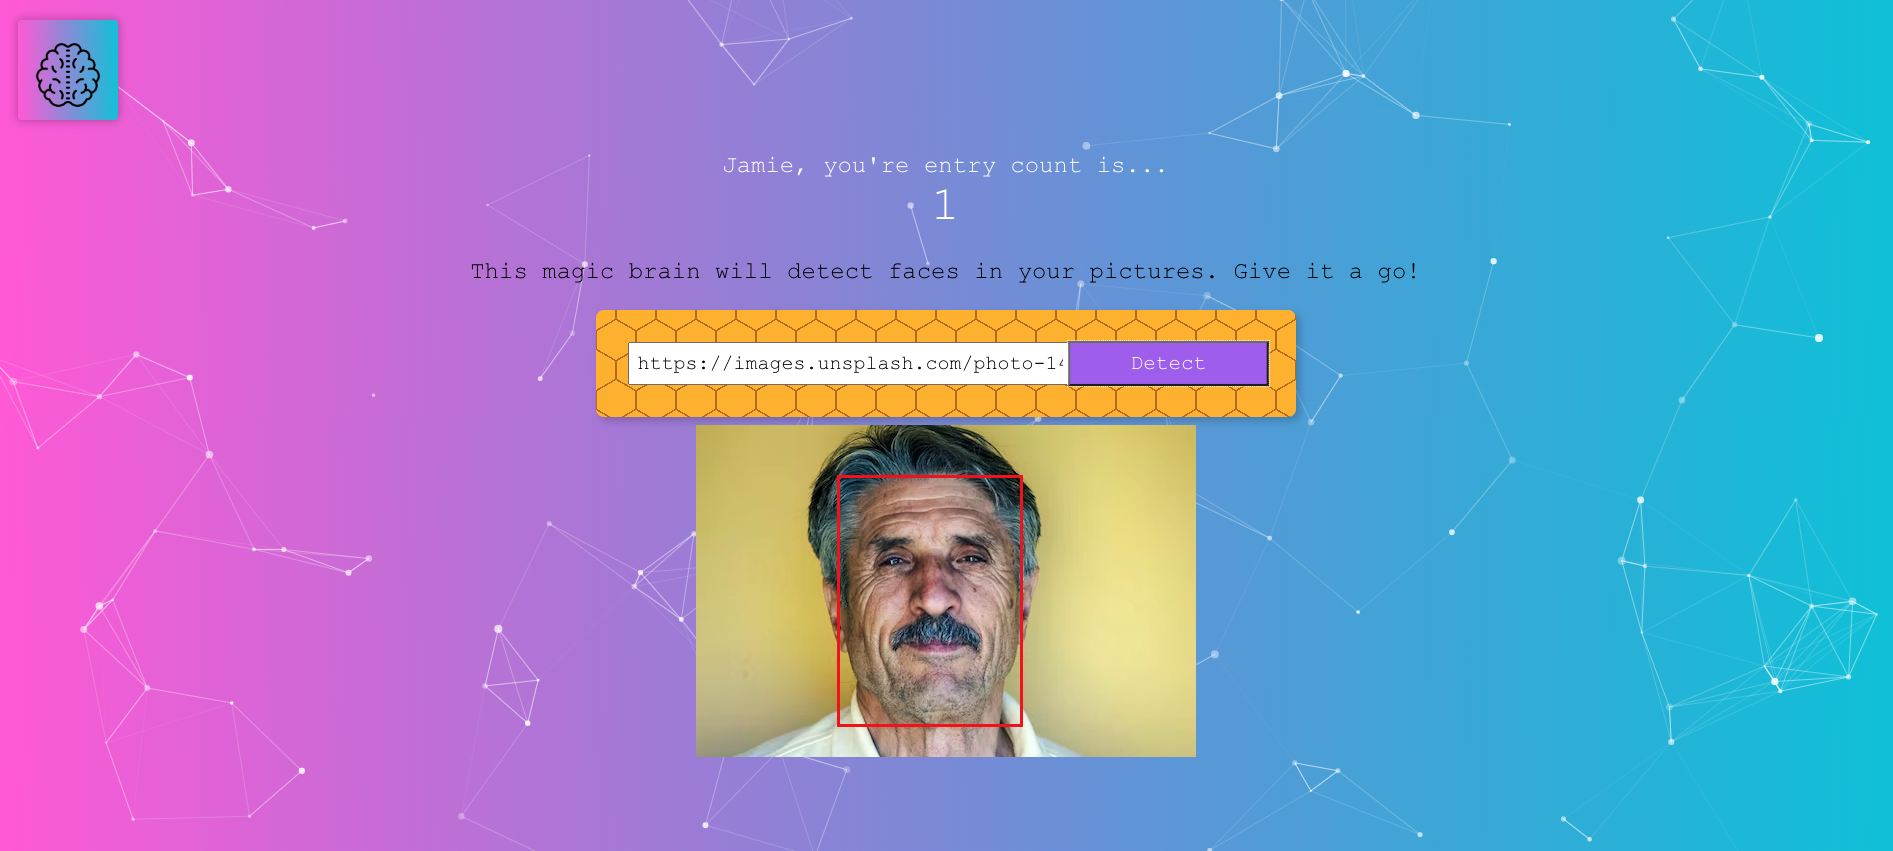 Jamie, you're entry count is...
1
This magic brain will detect faces in your pictures. Give it a go!
https://images.unsplash.com/photo-14
Detect